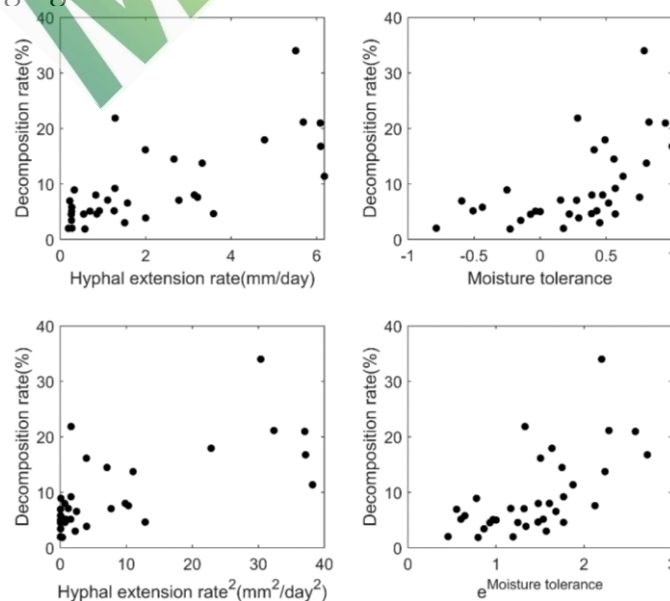 40
30
20
10
0
Decomposition rate(%)
0 2 4 6
Hyphal extension rate(mm/day)
40
30
20
10
0
Decomposition rate(%)
-1 -0.5 0 0.5
Moisture tolerance
40
30
20
10
0
Decomposition rate(%)
0 10 20 30 40
Hyphal extension rate²(mm²/day²)
40
30
20
10
0
Decomposition rate(%)
0 1 2
e^Moisture tolerance